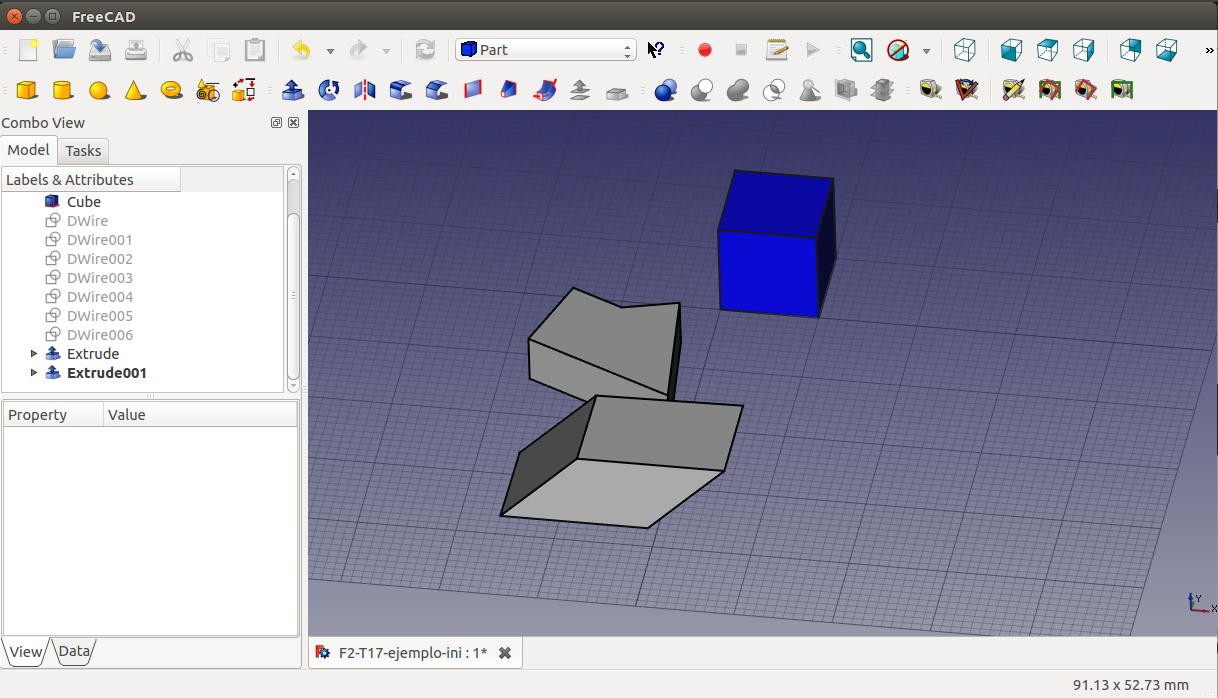 FreeCAD
Part
Combo View
Model Tasks
Labels & Attributes
Cube
DWire
DWire001
DWire002
DWire003
DWire004
DWire005
DWire006
Extrude
Extrude001
Property Value
View Data
Y
X
F2-T17-ejemplo-ini : 1*
91.13 x 52.73 mm